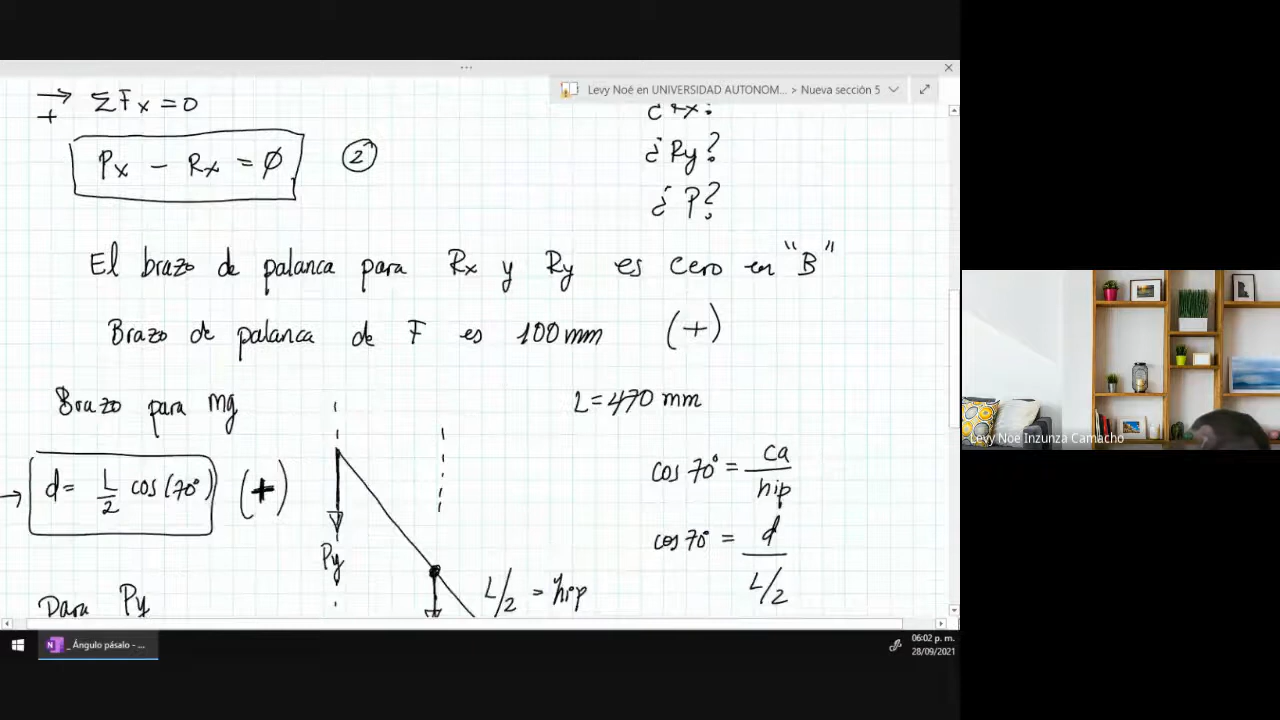 Levy Noé en UNIVERSIDAD AUTONOM... > Nueva sección 5
→ + ΣFx = 0
Px - Rx = ∅ (2)
¿Rx?
¿Ry?
¿P?
El brazo de palanca para Rx y Ry es cero en "B"
Brazo de palanca de F es 100 mm (+)
Brazo para mg
L = 470 mm
→ d = L/2 cos(70°) (+)
cos 70° = ca/hip
cos 70° = d / L/2
Py
L/2 = hip
Para Py
_ Ángulo pásalo - ...
06:02 p. m.
28/09/2021
Levy Noe Inzunza Camacho